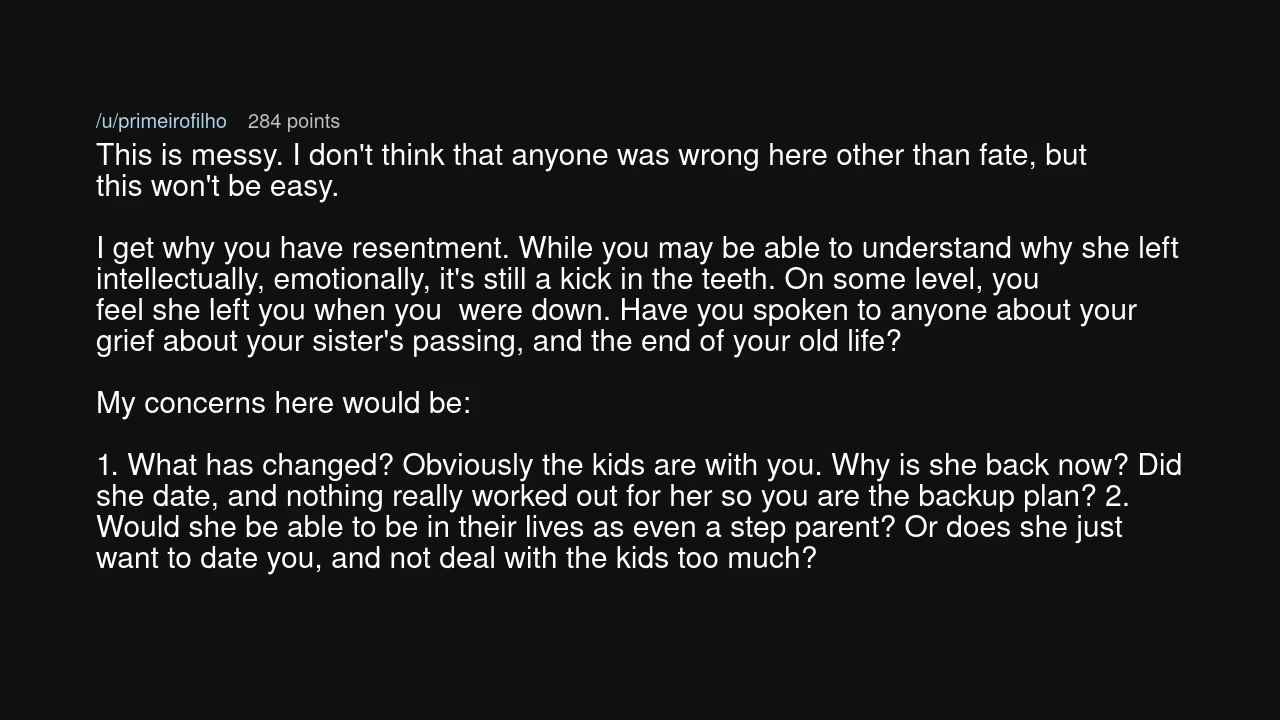 /u/primeirofilho 284 points
This is messy. I don't think that anyone was wrong here other than fate, but
this won't be easy.
I get why you have resentment. While you may be able to understand why she left
intellectually, emotionally, it's still a kick in the teeth. On some level, you
feel she left you when you  were down. Have you spoken to anyone about your
grief about your sister's passing, and the end of your old life?
My concerns here would be:
1. What has changed? Obviously the kids are with you. Why is she back now? Did
she date, and nothing really worked out for her so you are the backup plan? 2.
Would she be able to be in their lives as even a step parent? Or does she just
want to date you, and not deal with the kids too much?